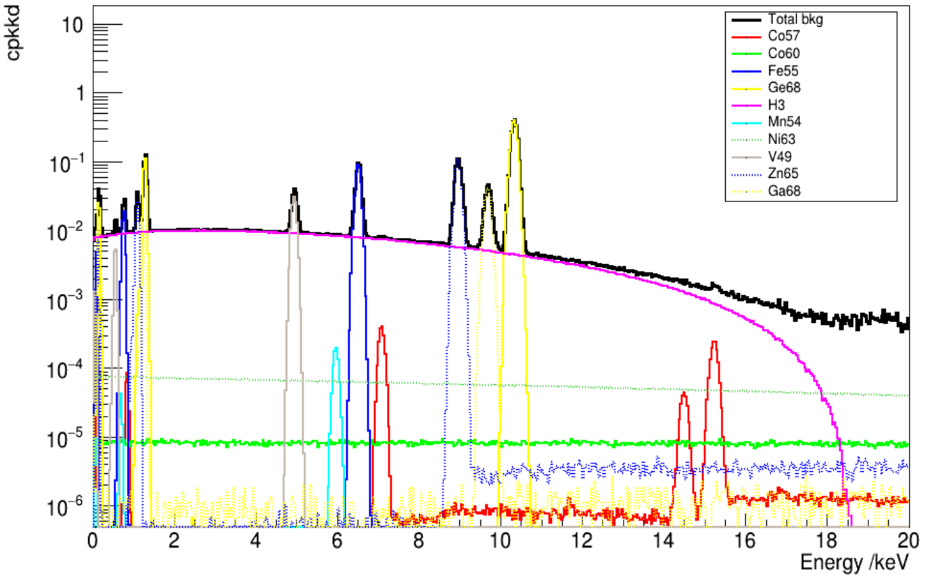 cpkkd
10
1
10⁻¹
10⁻²
10⁻³
10⁻⁴
10⁻⁵
10⁻⁶
Total bkg
Co57
Co60
Fe55
Ge68
H3
Mn54
Ni63
V49
Zn65
Ga68
0 2 4 6 8 10 12 14 16 18 20
Energy /keV